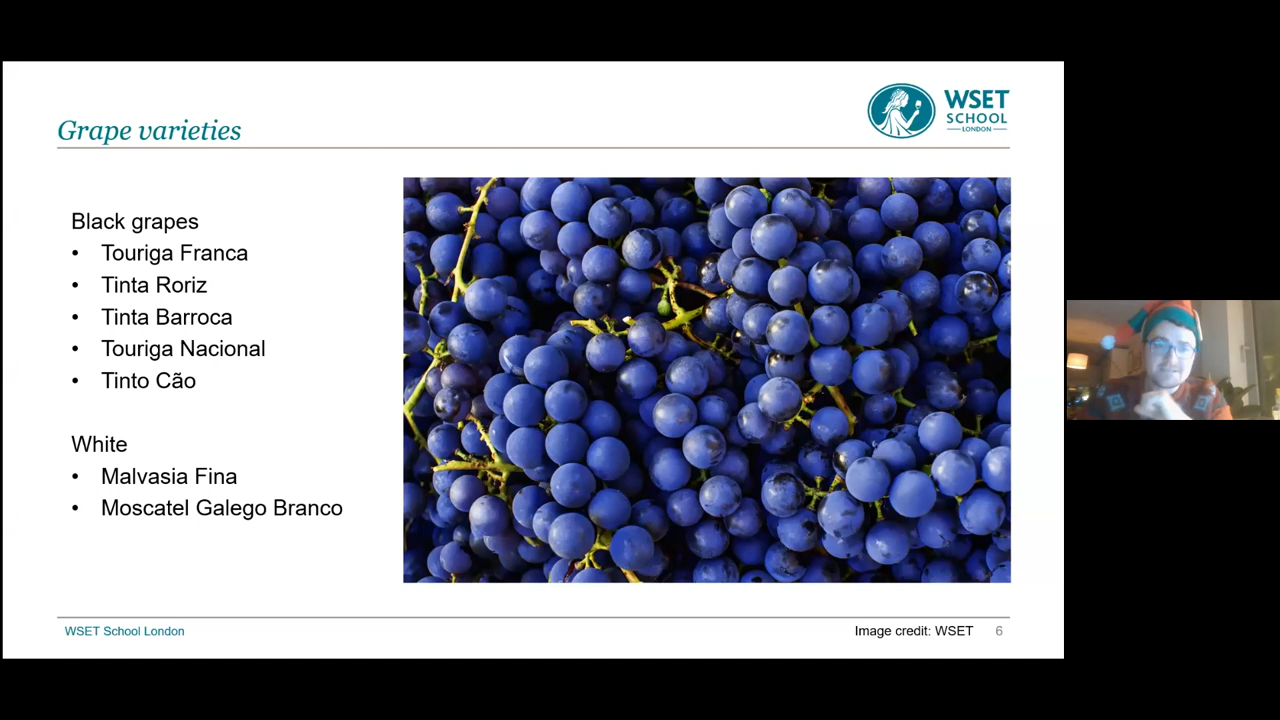 Grape varieties
WSET
SCHOOL
LONDON
Black grapes
• Touriga Franca
• Tinta Roriz
• Tinta Barroca
• Touriga Nacional
• Tinto Cão
White
• Malvasia Fina
• Moscatel Galego Branco
WSET School London
Image credit: WSET
6